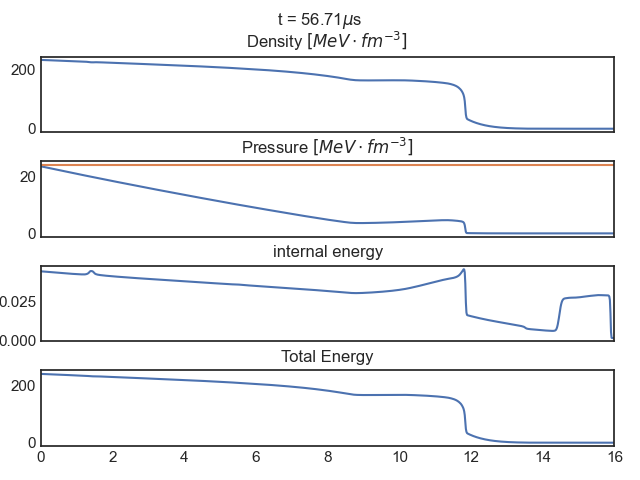 t = 56.71μs
Density [MeV · fm⁻³]
200
0
Pressure [MeV · fm⁻³]
20
0
internal energy
0.025
0.000
Total Energy
200
0
0 2 4 6 8 10 12 14 16